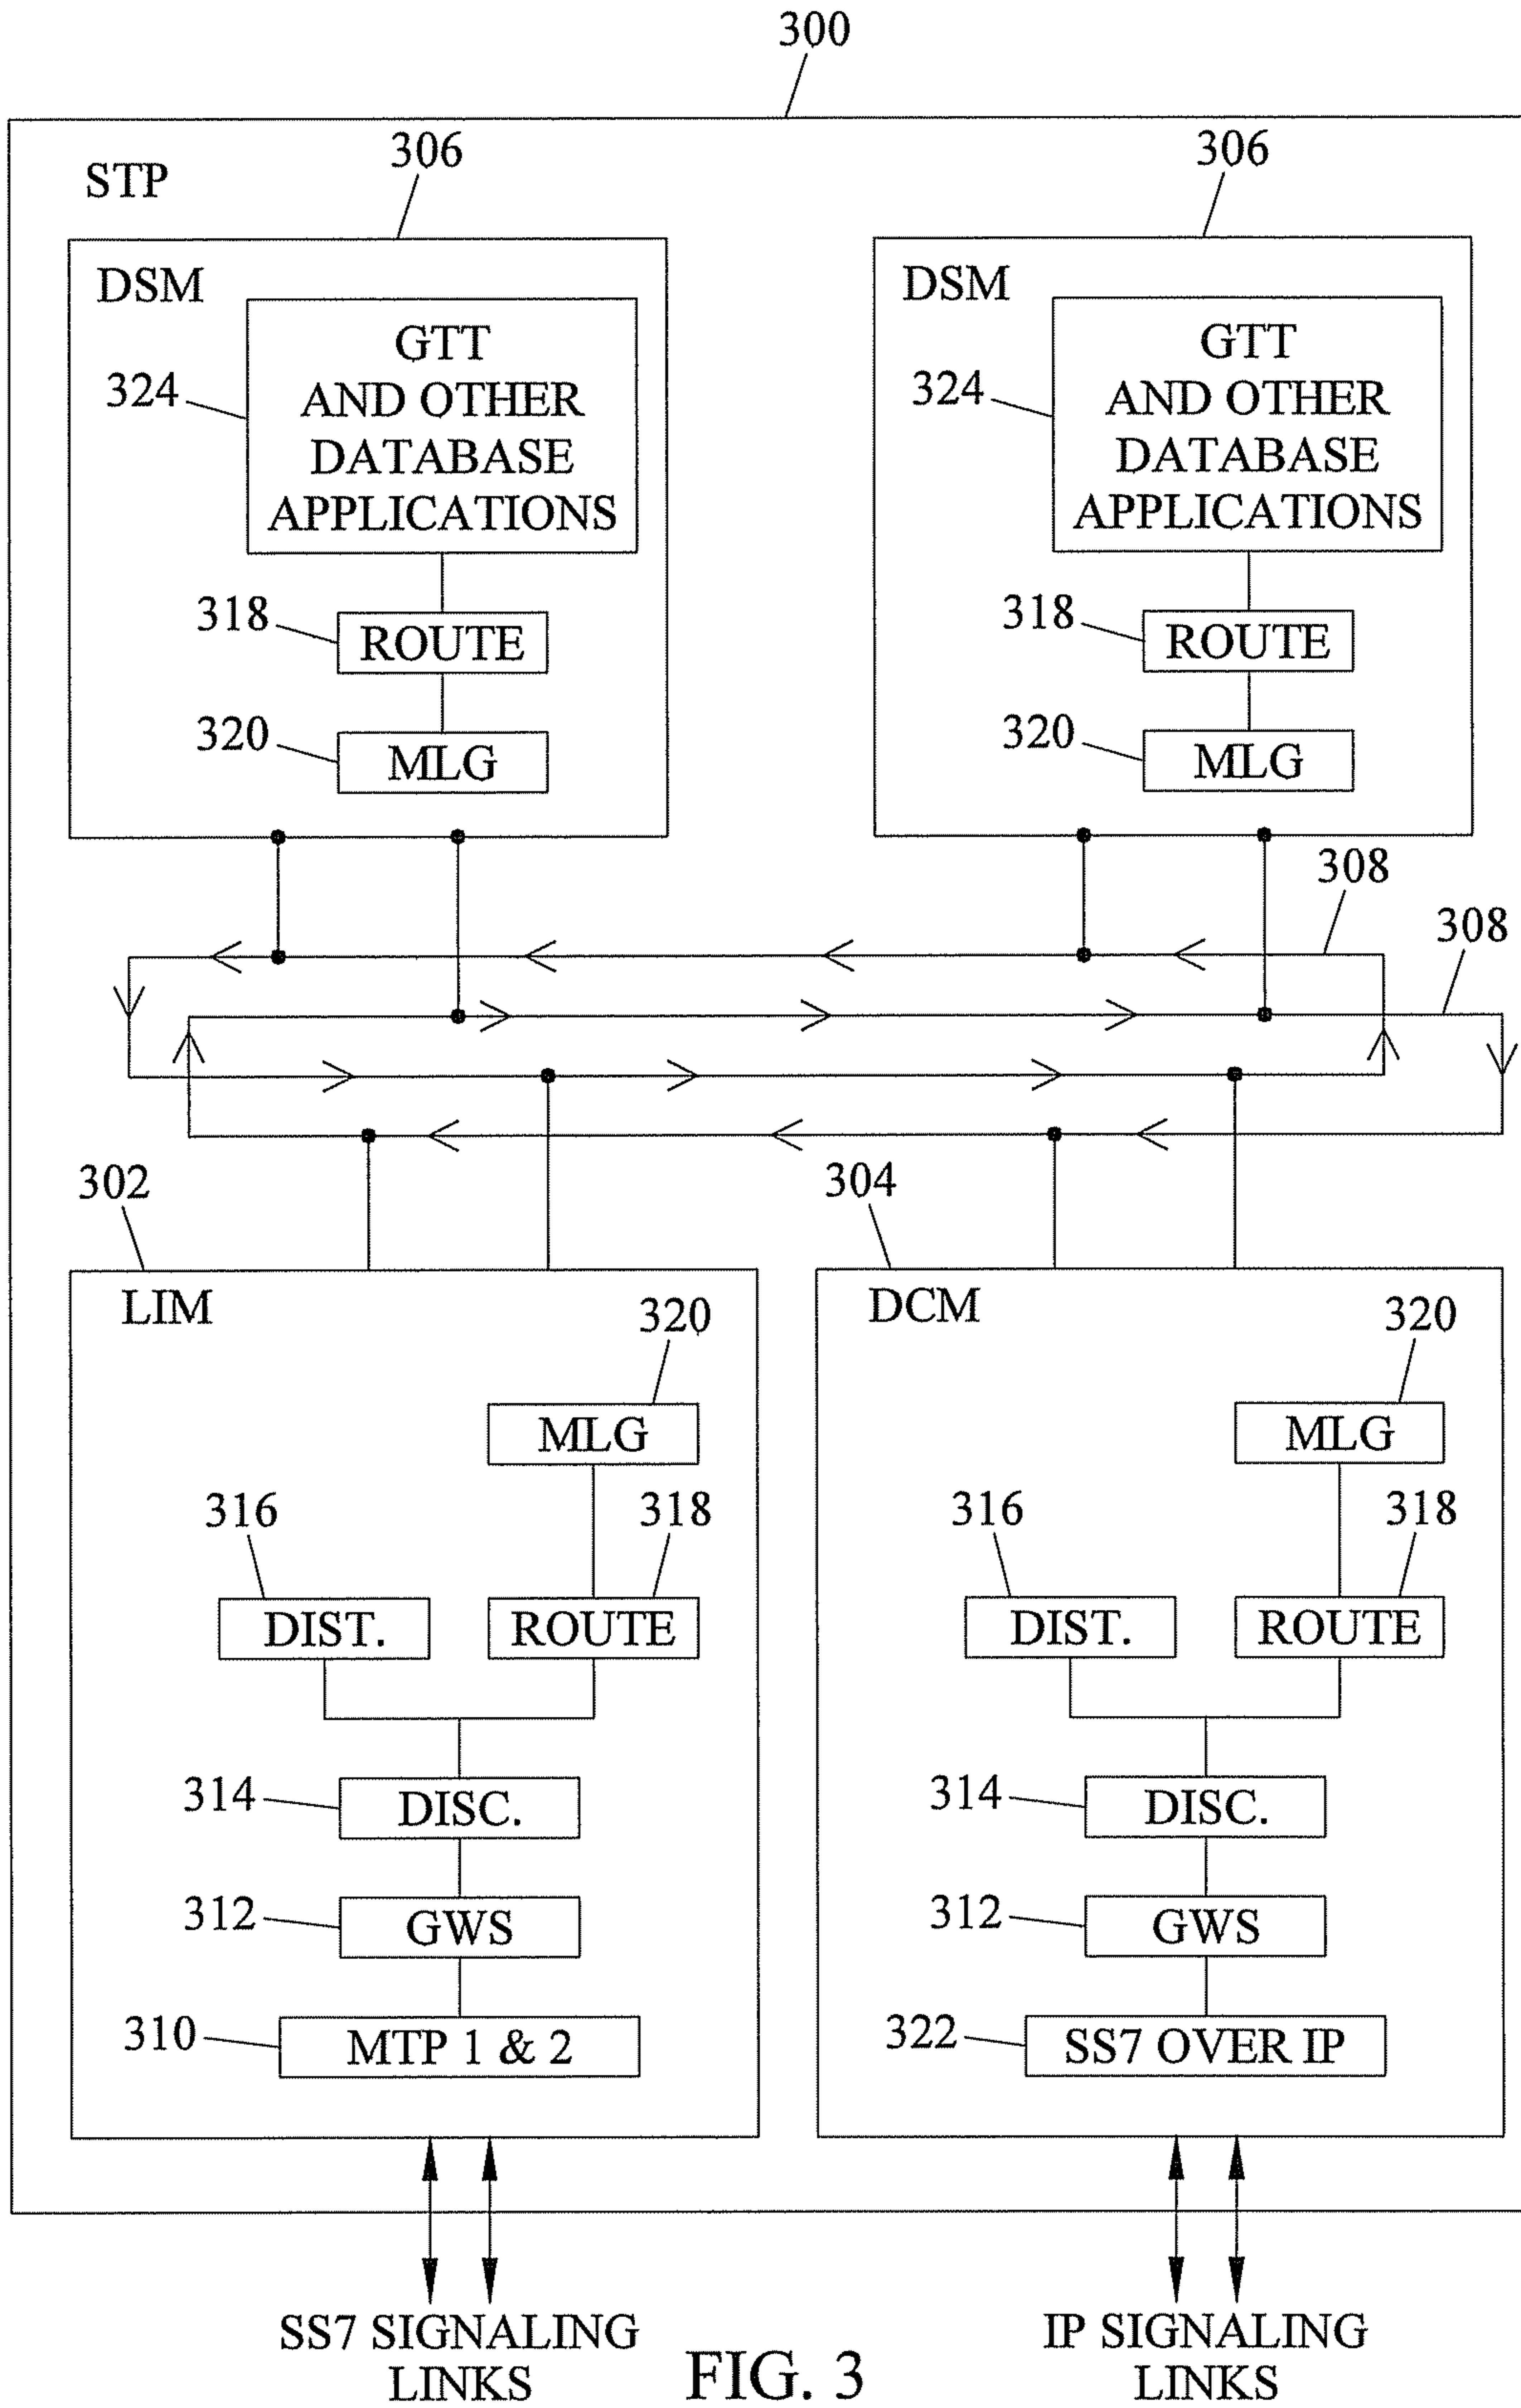 300
STP
306
306
DSM
DSM
GTT
AND OTHER
DATABASE
APPLICATIONS
324
GTT
AND OTHER
DATABASE
APPLICATIONS
324
318
ROUTE
318
ROUTE
320
MLG
320
MLG
308
308
302
304
LIM
DCM
320
MLG
320
MLG
316
318
316
318
DIST.
ROUTE
DIST.
ROUTE
314
DISC.
314
DISC.
312
GWS
312
GWS
310
MTP 1 & 2
322
SS7 OVER IP
SS7 SIGNALING
LINKS
IP SIGNALING
LINKS
FIG. 3